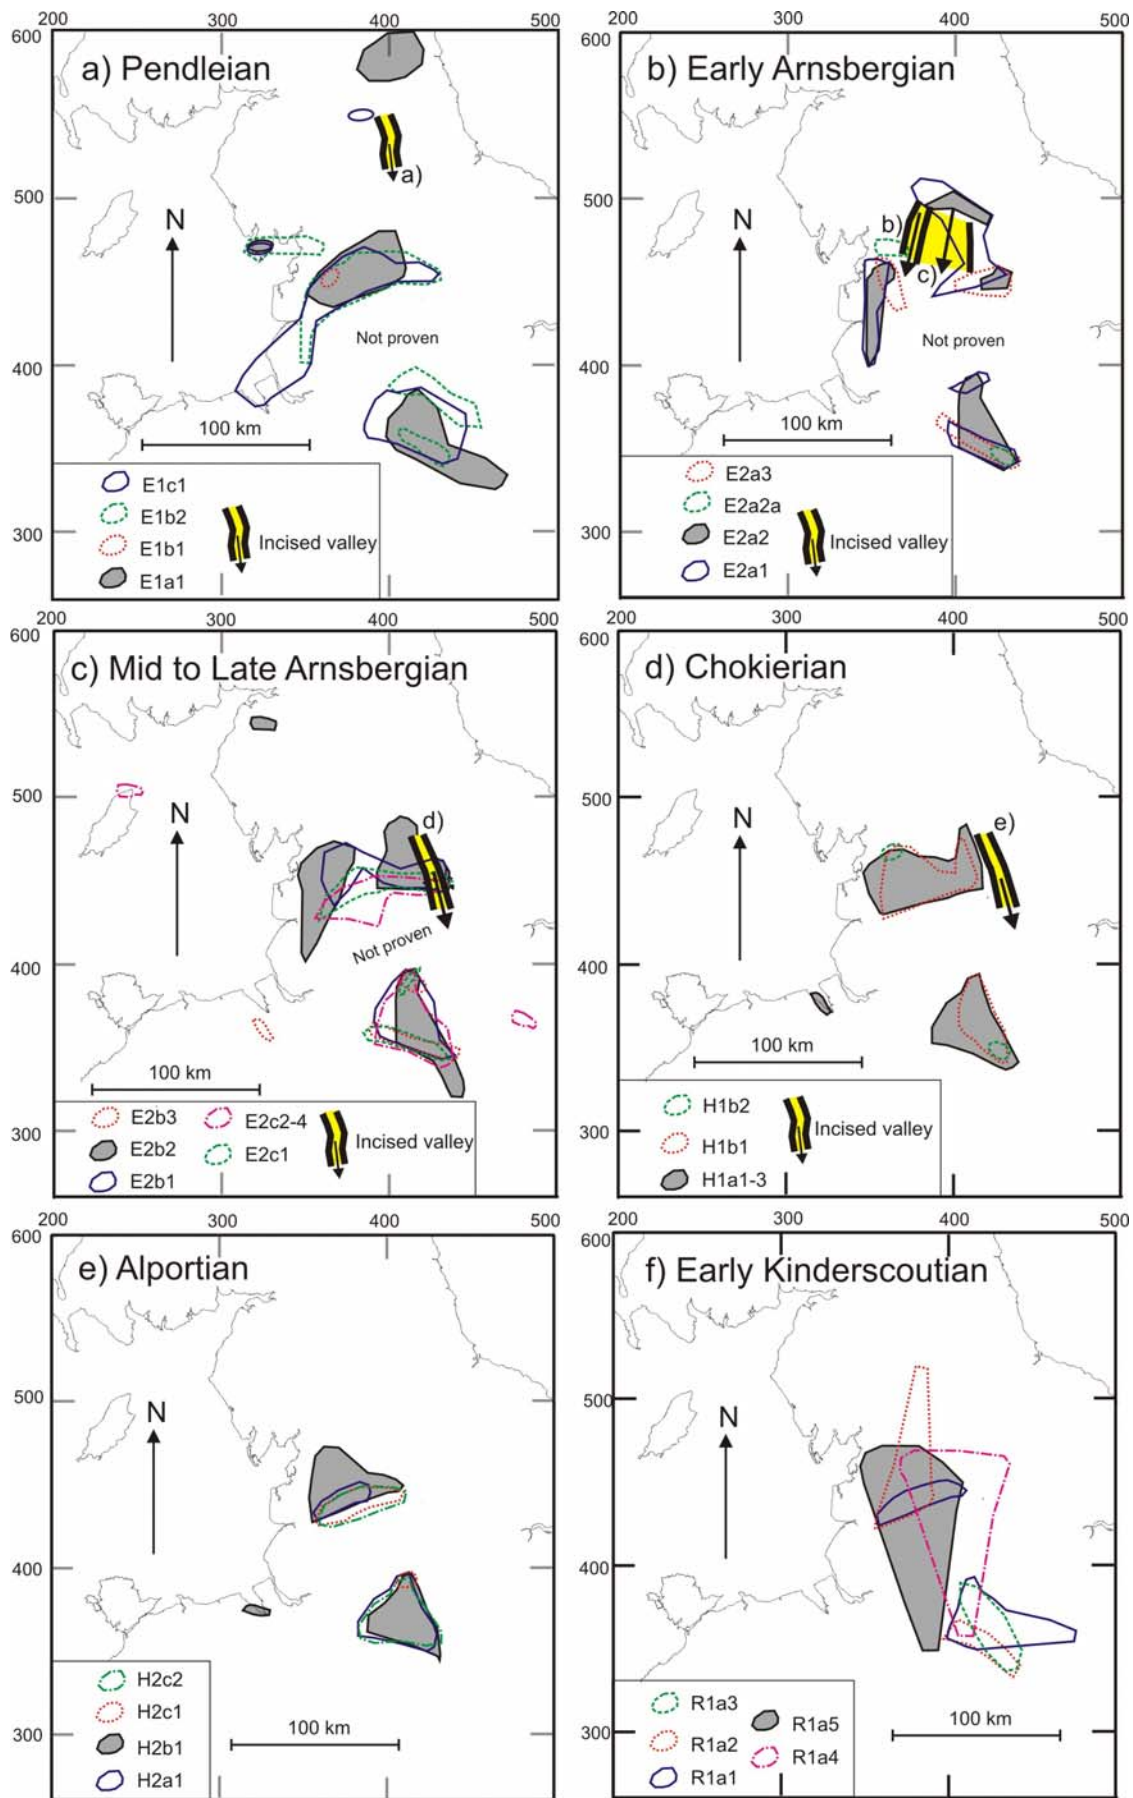 200 300 400 500
600
a) Pendleian
a)
500
N
Not proven
400
100 km
300
E1c1
E1b2
E1b1
E1a1
Incised valley
200 300 400 500
600
b) Early Arnsbergian
500
N
b)
c)
Not proven
400
100 km
300
E2a3
E2a2a
E2a2
E2a1
Incised valley
200 300 400 500
600
c) Mid to Late Arnsbergian
500
N
d)
Not proven
400
100 km
300
E2b3
E2b2
E2b1
E2c2-4
E2c1
Incised valley
200 300 400 500
600
d) Chokierian
500
N
e)
400
100 km
300
H1b2
H1b1
H1a1-3
Incised valley
200 300 400 500
600
e) Alportian
500
N
400
100 km
300
H2c2
H2c1
H2b1
H2a1
200 300 400 500
600
f) Early Kinderscoutian
500
N
400
100 km
300
R1a3
R1a2
R1a1
R1a5
R1a4